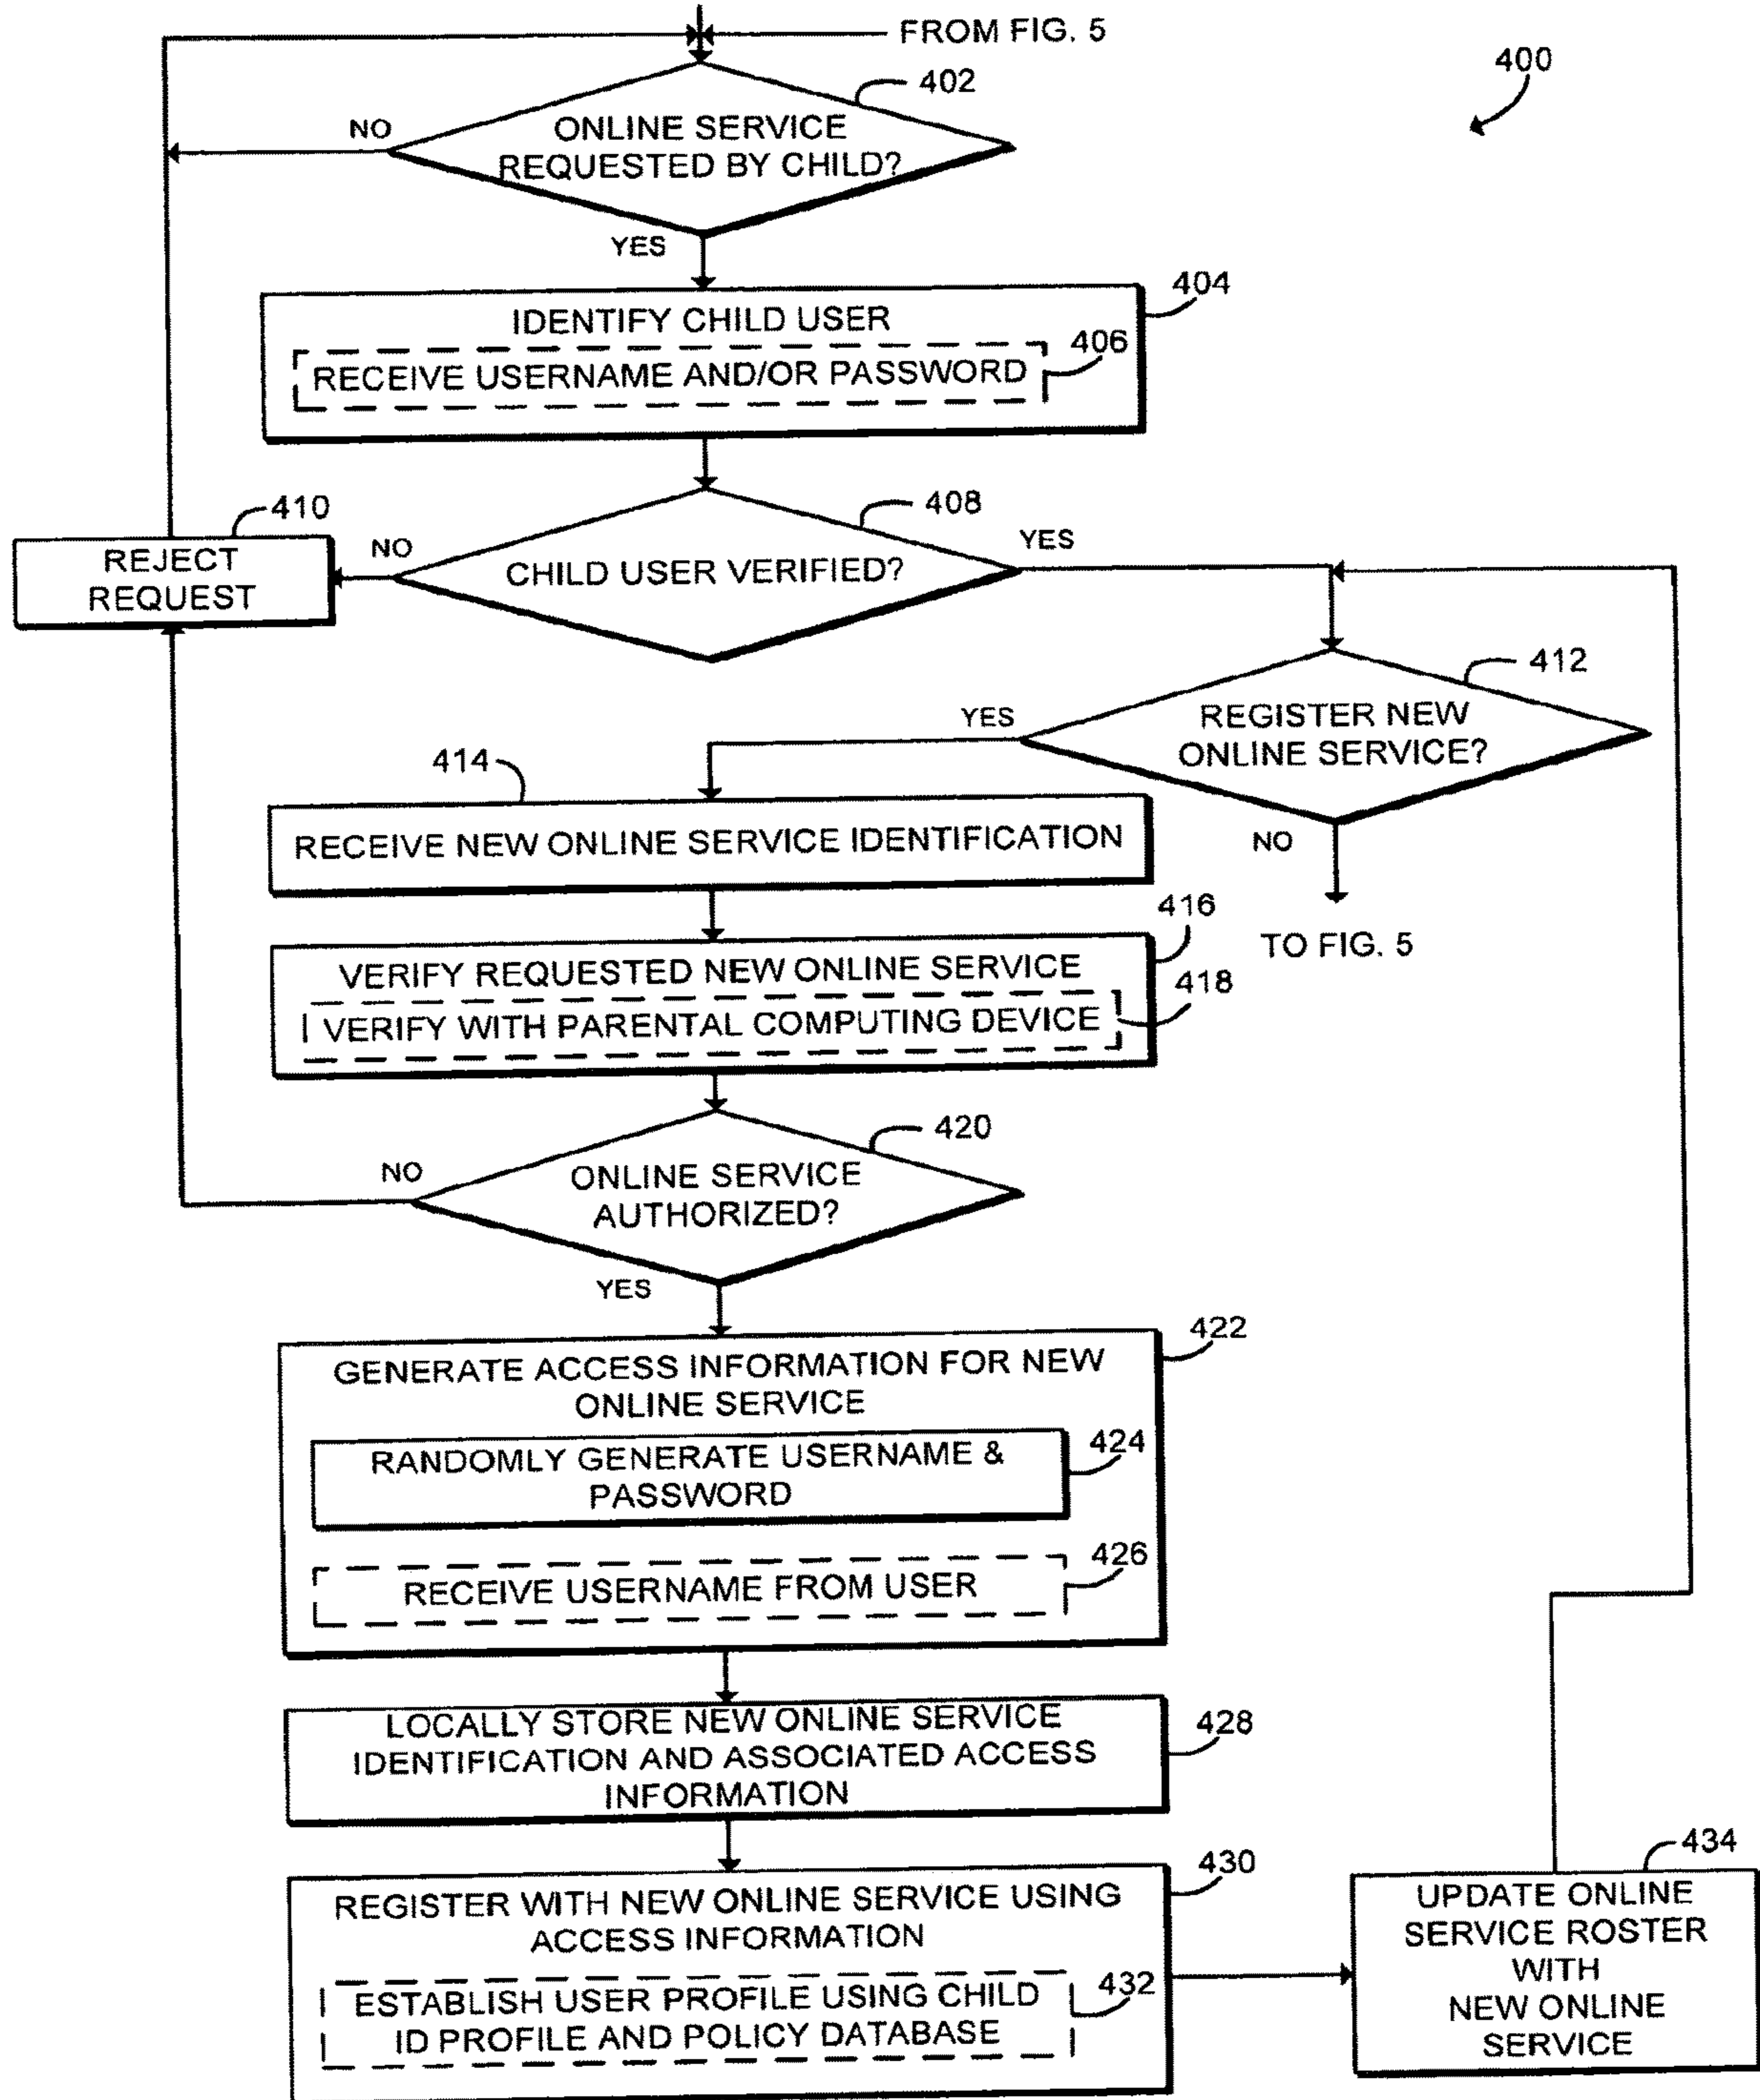 FROM FIG. 5
400
402
NO
ONLINE SERVICE
REQUESTED BY CHILD?
YES
404
IDENTIFY CHILD USER
406
RECEIVE USERNAME AND/OR PASSWORD
408
410
NO
YES
REJECT
REQUEST
CHILD USER VERIFIED?
412
YES
REGISTER NEW
ONLINE SERVICE?
414
NO
RECEIVE NEW ONLINE SERVICE IDENTIFICATION
TO FIG. 5
416
VERIFY REQUESTED NEW ONLINE SERVICE
418
VERIFY WITH PARENTAL COMPUTING DEVICE
420
NO
ONLINE SERVICE
AUTHORIZED?
YES
422
GENERATE ACCESS INFORMATION FOR NEW
ONLINE SERVICE
424
RANDOMLY GENERATE USERNAME &
PASSWORD
426
RECEIVE USERNAME FROM USER
428
LOCALLY STORE NEW ONLINE SERVICE
IDENTIFICATION AND ASSOCIATED ACCESS
INFORMATION
430
REGISTER WITH NEW ONLINE SERVICE USING
ACCESS INFORMATION
432
ESTABLISH USER PROFILE USING CHILD
ID PROFILE AND POLICY DATABASE
434
UPDATE ONLINE
SERVICE ROSTER
WITH
NEW ONLINE
SERVICE